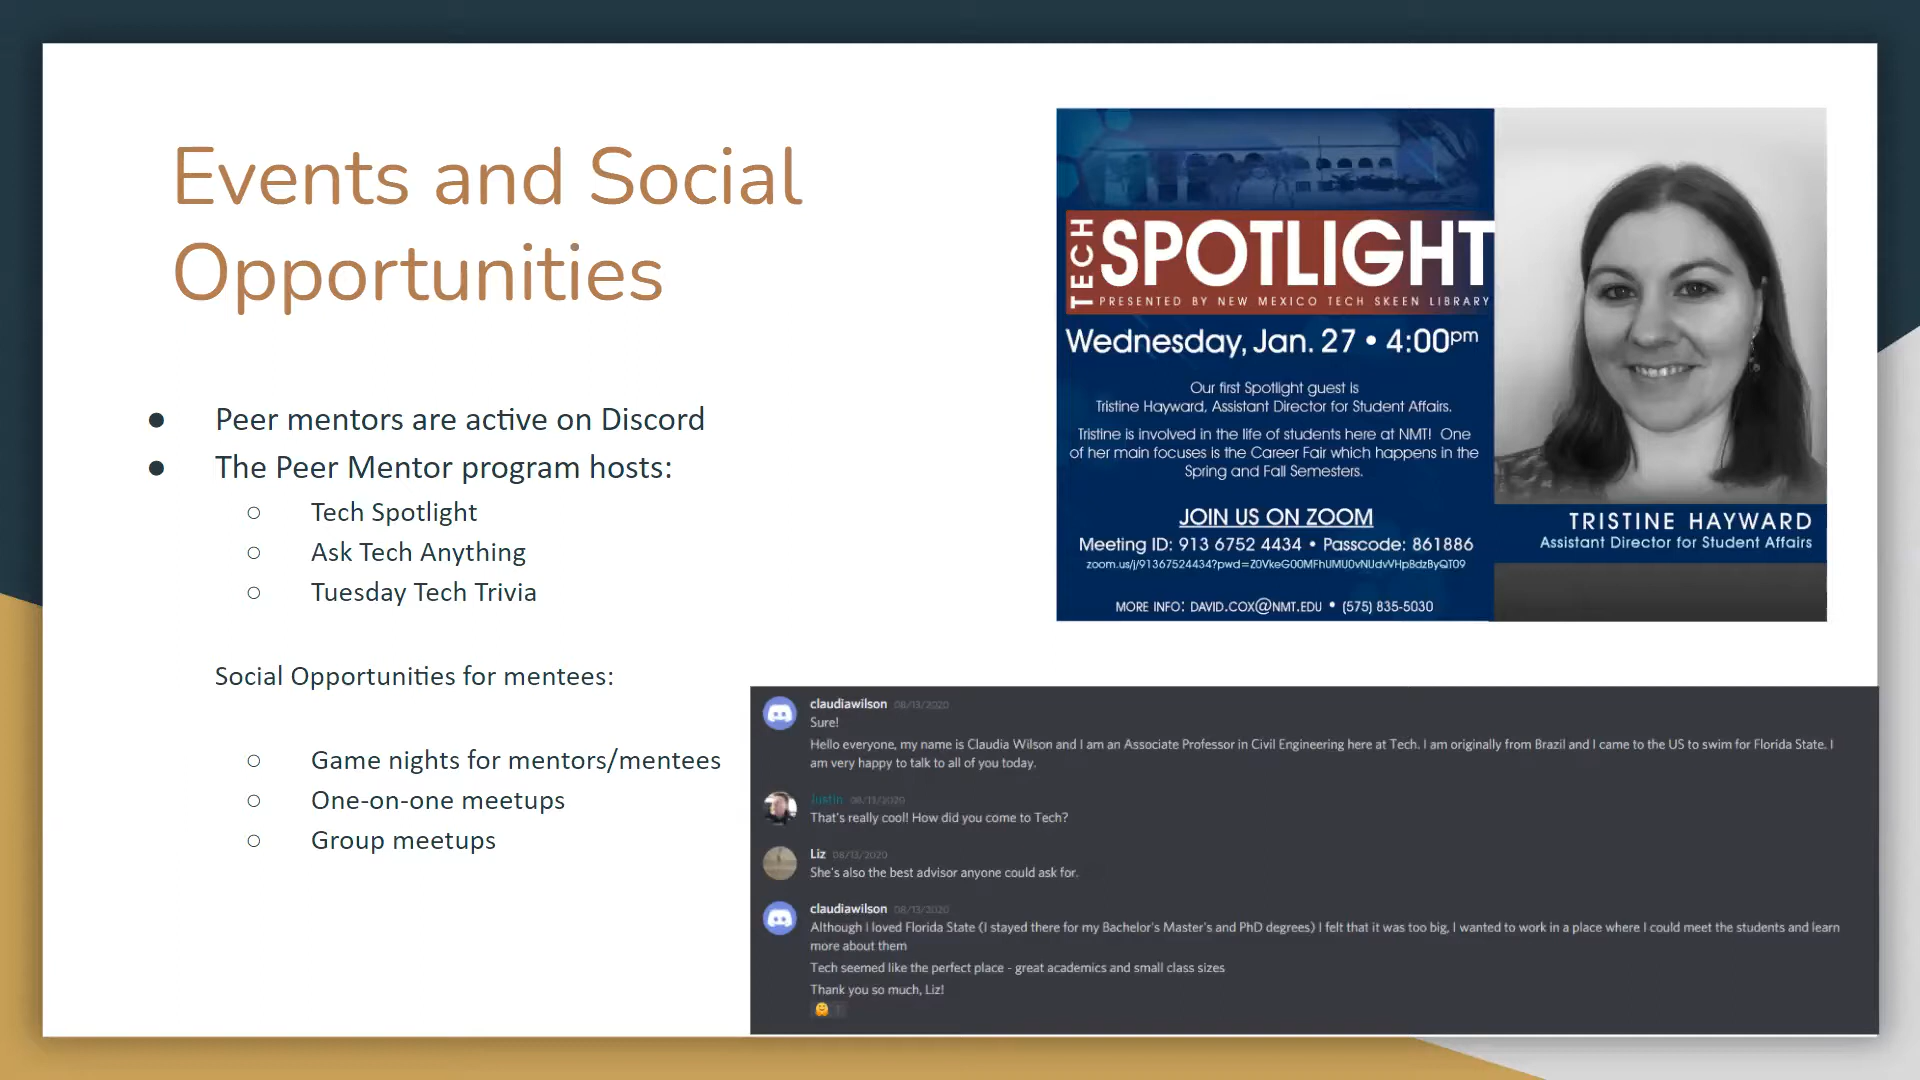 Events and Social
Opportunities
● Peer mentors are active on Discord
● The Peer Mentor program hosts:
○ Tech Spotlight
○ Ask Tech Anything
○ Tuesday Tech Trivia
Social Opportunities for mentees:
○ Game nights for mentors/mentees
○ One-on-one meetups
○ Group meetups
TECH
SPOTLIGHT
PRESENTED BY NEW MEXICO TECH SKEEN LIBRARY
Wednesday, Jan. 27 • 4:00pm
Our first Spotlight guest is
Tristine Hayward, Assistant Director for Student Affairs.
Tristine is involved in the life of students here at NMT! One
of her main focuses is the Career Fair which happens in the
Spring and Fall Semesters.
JOIN US ON ZOOM
Meeting ID: 913 6752 4434 • Passcode: 861886
MORE INFO: DAVID.COX@NMT.EDU • (575) 835-5030
TRISTINE HAYWARD
Assistant Director for Student Affairs
claudiawilson 08/13/2020
Sure!
Hello everyone, my name is Claudia Wilson and I am an Associate Professor in Civil Engineering here at Tech. I am originally from Brazil and I came to the US to swim for Florida State. I
am very happy to talk to all of you today.
Justin 08/13/2020
That's really cool! How did you come to Tech?
Liz 08/13/2020
She's also the best advisor anyone could ask for.
claudiawilson 08/13/2020
Although I loved Florida State (I stayed there for my Bachelor's Master's and PhD degrees) I felt that it was too big, I wanted to work in a place where I could meet the students and learn
more about them
Tech seemed like the perfect place - great academics and small class sizes
Thank you so much, Liz!